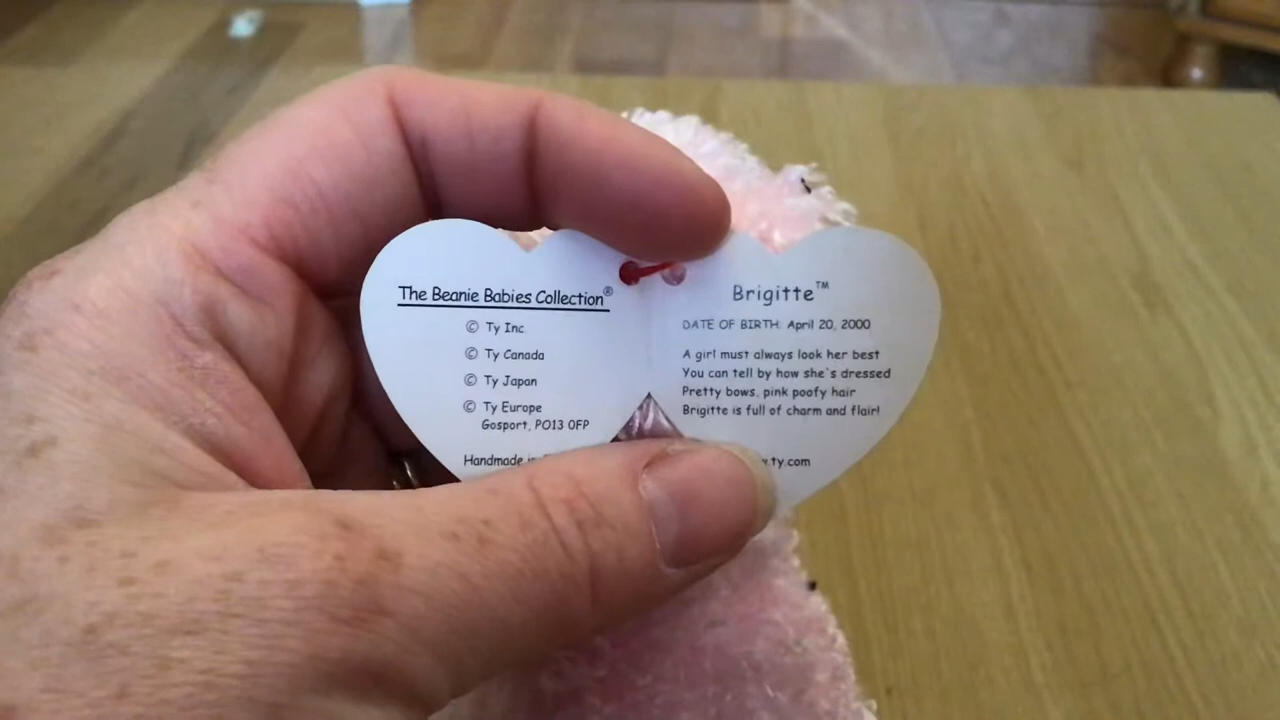 The Beanie Babies Collection®
© Ty Inc.
© Ty Canada
© Ty Japan
© Ty Europe
Gosport, PO13 0FP
Handmade
Brigitte™
DATE OF BIRTH: April 20, 2000
A girl must always look her best
You can tell by how she's dressed
Pretty bows, pink poofy hair
Brigitte is full of charm and flair!
.ty.com